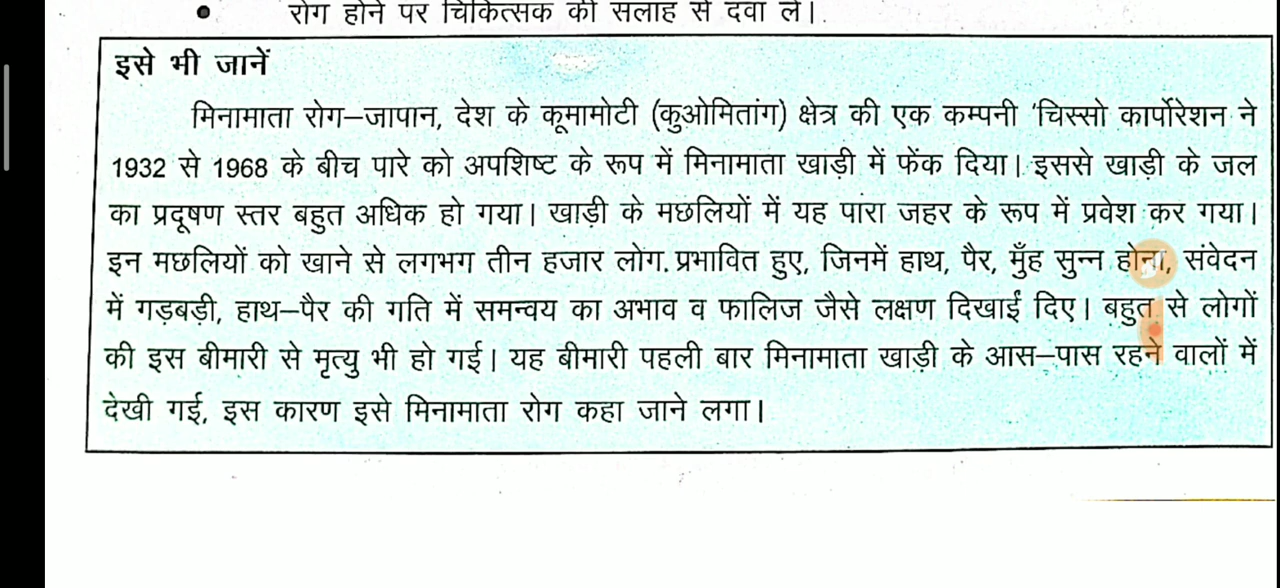 • रोग होने पर चिकित्सक की सलाह से दवा लें।
इसे भी जानें
मिनामाता रोग–जापान, देश के कूमामोटी (कुओमितांग) क्षेत्र की एक कम्पनी 'चिस्सो कार्पोरेशन ने
1932 से 1968 के बीच पारे को अपशिष्ट के रूप में मिनामाता खाड़ी में फेंक दिया। इससे खाड़ी के जल
का प्रदूषण स्तर बहुत अधिक हो गया। खाड़ी के मछलियों में यह पारा जहर के रूप में प्रवेश कर गया।
इन मछलियों को खाने से लगभग तीन हजार लोग प्रभावित हुए, जिनमें हाथ, पैर, मुँह सुन्न होना, संवेदन
में गड़बड़ी, हाथ–पैर की गति में समन्वय का अभाव व फालिज जैसे लक्षण दिखाई दिए। बहुत से लोगों
की इस बीमारी से मृत्यु भी हो गई। यह बीमारी पहली बार मिनामाता खाड़ी के आस–पास रहने वालों में
देखी गई, इस कारण इसे मिनामाता रोग कहा जाने लगा।